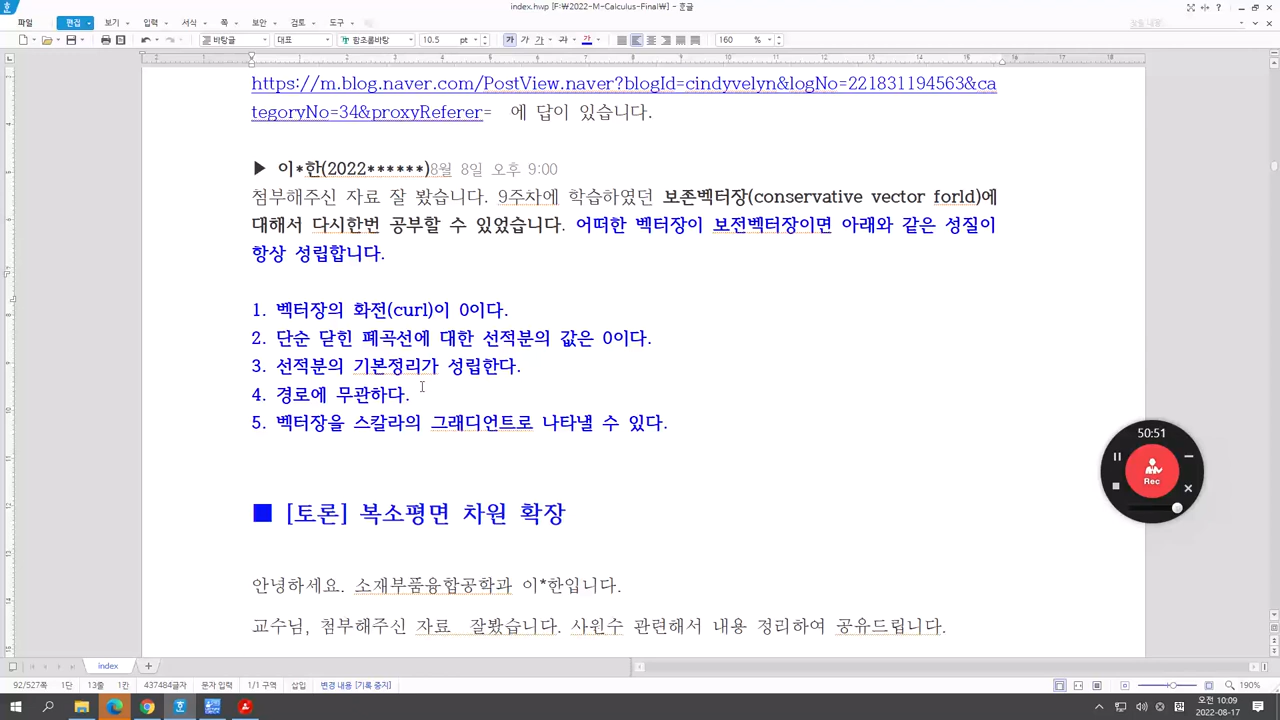 index.hwp [F:\2022-M-Calculus-Final\] - 훈글
파일 편집 보기 입력 서식 쪽 보안 검토 도구
바탕글 대표 함초롬바탕 10.5 pt 가 가 가 가 가 160 %
https://m.blog.naver.com/PostView.naver?blogId=cindyvelyn&logNo=221831194563&ca
tegoryNo=34&proxyReferer= 에 답이 있습니다.
▶ 이*한(2022******)8월 8일 오후 9:00
첨부해주신 자료 잘 봤습니다. 9주차에 학습하였던 보존벡터장(conservative vector forld)에
대해서 다시한번 공부할 수 있었습니다. 어떠한 벡터장이 보전벡터장이면 아래와 같은 성질이
항상 성립합니다.
1. 벡터장의 화전(curl)이 0이다.
2. 단순 닫힌 폐곡선에 대한 선적분의 값은 0이다.
3. 선적분의 기본정리가 성립한다.
4. 경로에 무관하다.
5. 벡터장을 스칼라의 그래디언트로 나타낼 수 있다.
50:51
Rec
■ [토론] 복소평면 차원 확장
안녕하세요. 소재부품융합공학과 이*한입니다.
교수님, 첨부해주신 자료 잘봤습니다. 사원수 관련해서 내용 정리하여 공유드립니다.
index
92/527쪽 1단 13줄 1칸 437484글자 문자 입력 1/1 구역 삽입 변경 내용 [기록 중지] 190%
오전 10:09
2022-08-17